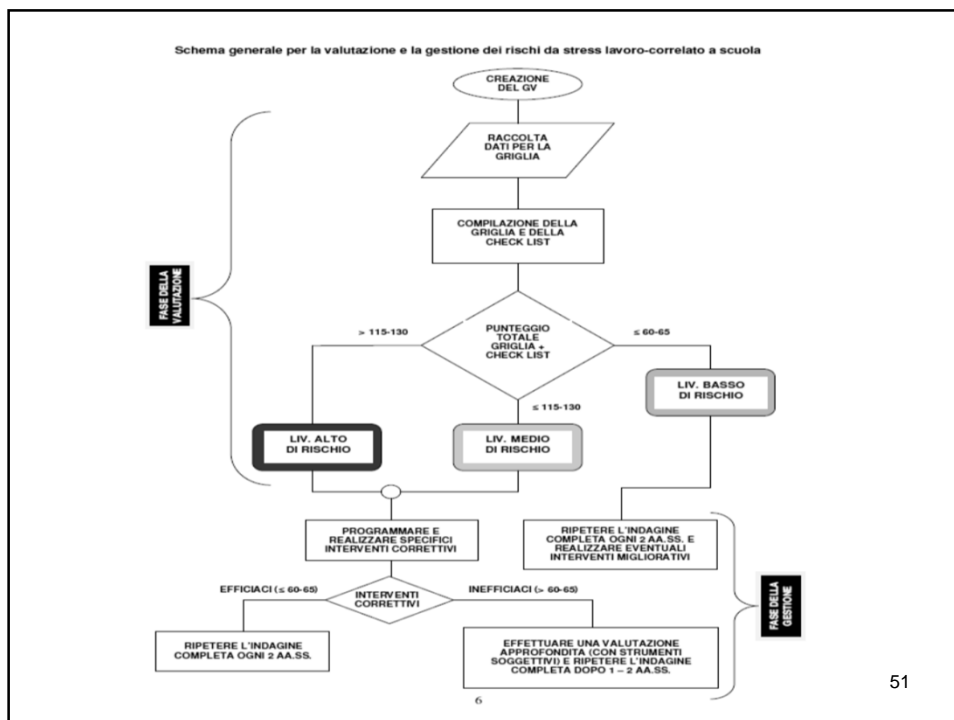 Schema generale per la valutazione e la gestione dei rischi da stress lavoro-correlato a scuola
CREAZIONE
DEL GV
RACCOLTA
DATI PER LA
GRIGLIA
COMPILAZIONE DELLA
GRIGLIA E DELLA
CHECK LIST
FASE DELLA
VALUTAZIONE
> 115-130
PUNTEGGIO
TOTALE
GRIGLIA +
CHECK LIST
≤ 60-65
≤ 115-130
LIV. BASSO
DI RISCHIO
LIV. ALTO
DI RISCHIO
LIV. MEDIO
DI RISCHIO
PROGRAMMARE E
REALIZZARE SPECIFICI
INTERVENTI CORRETTIVI
RIPETERE L'INDAGINE
COMPLETA OGNI 2 AA.SS. E
REALIZZARE EVENTUALI
INTERVENTI MIGLIORATIVI
EFFICIACI (≤ 60-65)
INTERVENTI
CORRETTIVI
INEFFICIACI (> 60-65)
FASE DELLA
GESTIONE
RIPETERE L'INDAGINE
COMPLETA OGNI 2 AA.SS.
EFFETTUARE UNA VALUTAZIONE
APPROFONDITA (CON STRUMENTI
SOGGETTIVI) E RIPETERE L'INDAGINE
COMPLETA DOPO 1 – 2 AA.SS.
6
51